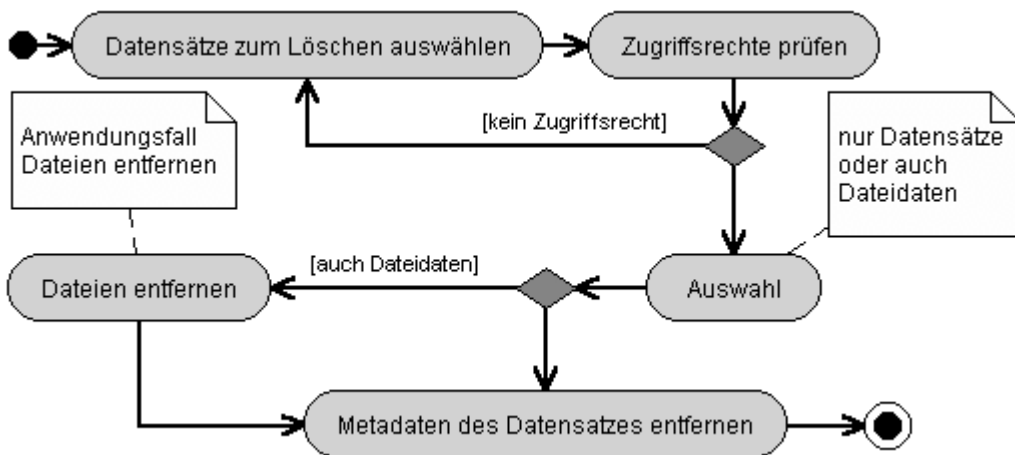 Datensätze zum Löschen auswählen
Zugriffsrechte prüfen
Anwendungsfall
Dateien entfernen
[kein Zugriffsrecht]
nur Datensätze
oder auch
Dateidaten
Dateien entfernen
[auch Dateidaten]
Auswahl
Metadaten des Datensatzes entfernen